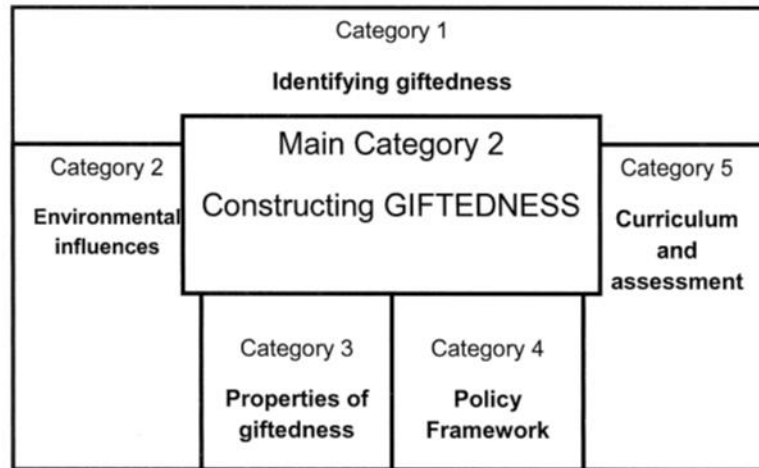 Category 1
Identifying giftedness
Main Category 2
Constructing GIFTEDNESS
Category 2
Environmental
influences
Category 5
Curriculum
and
assessment
Category 3
Properties of
giftedness
Category 4
Policy
Framework